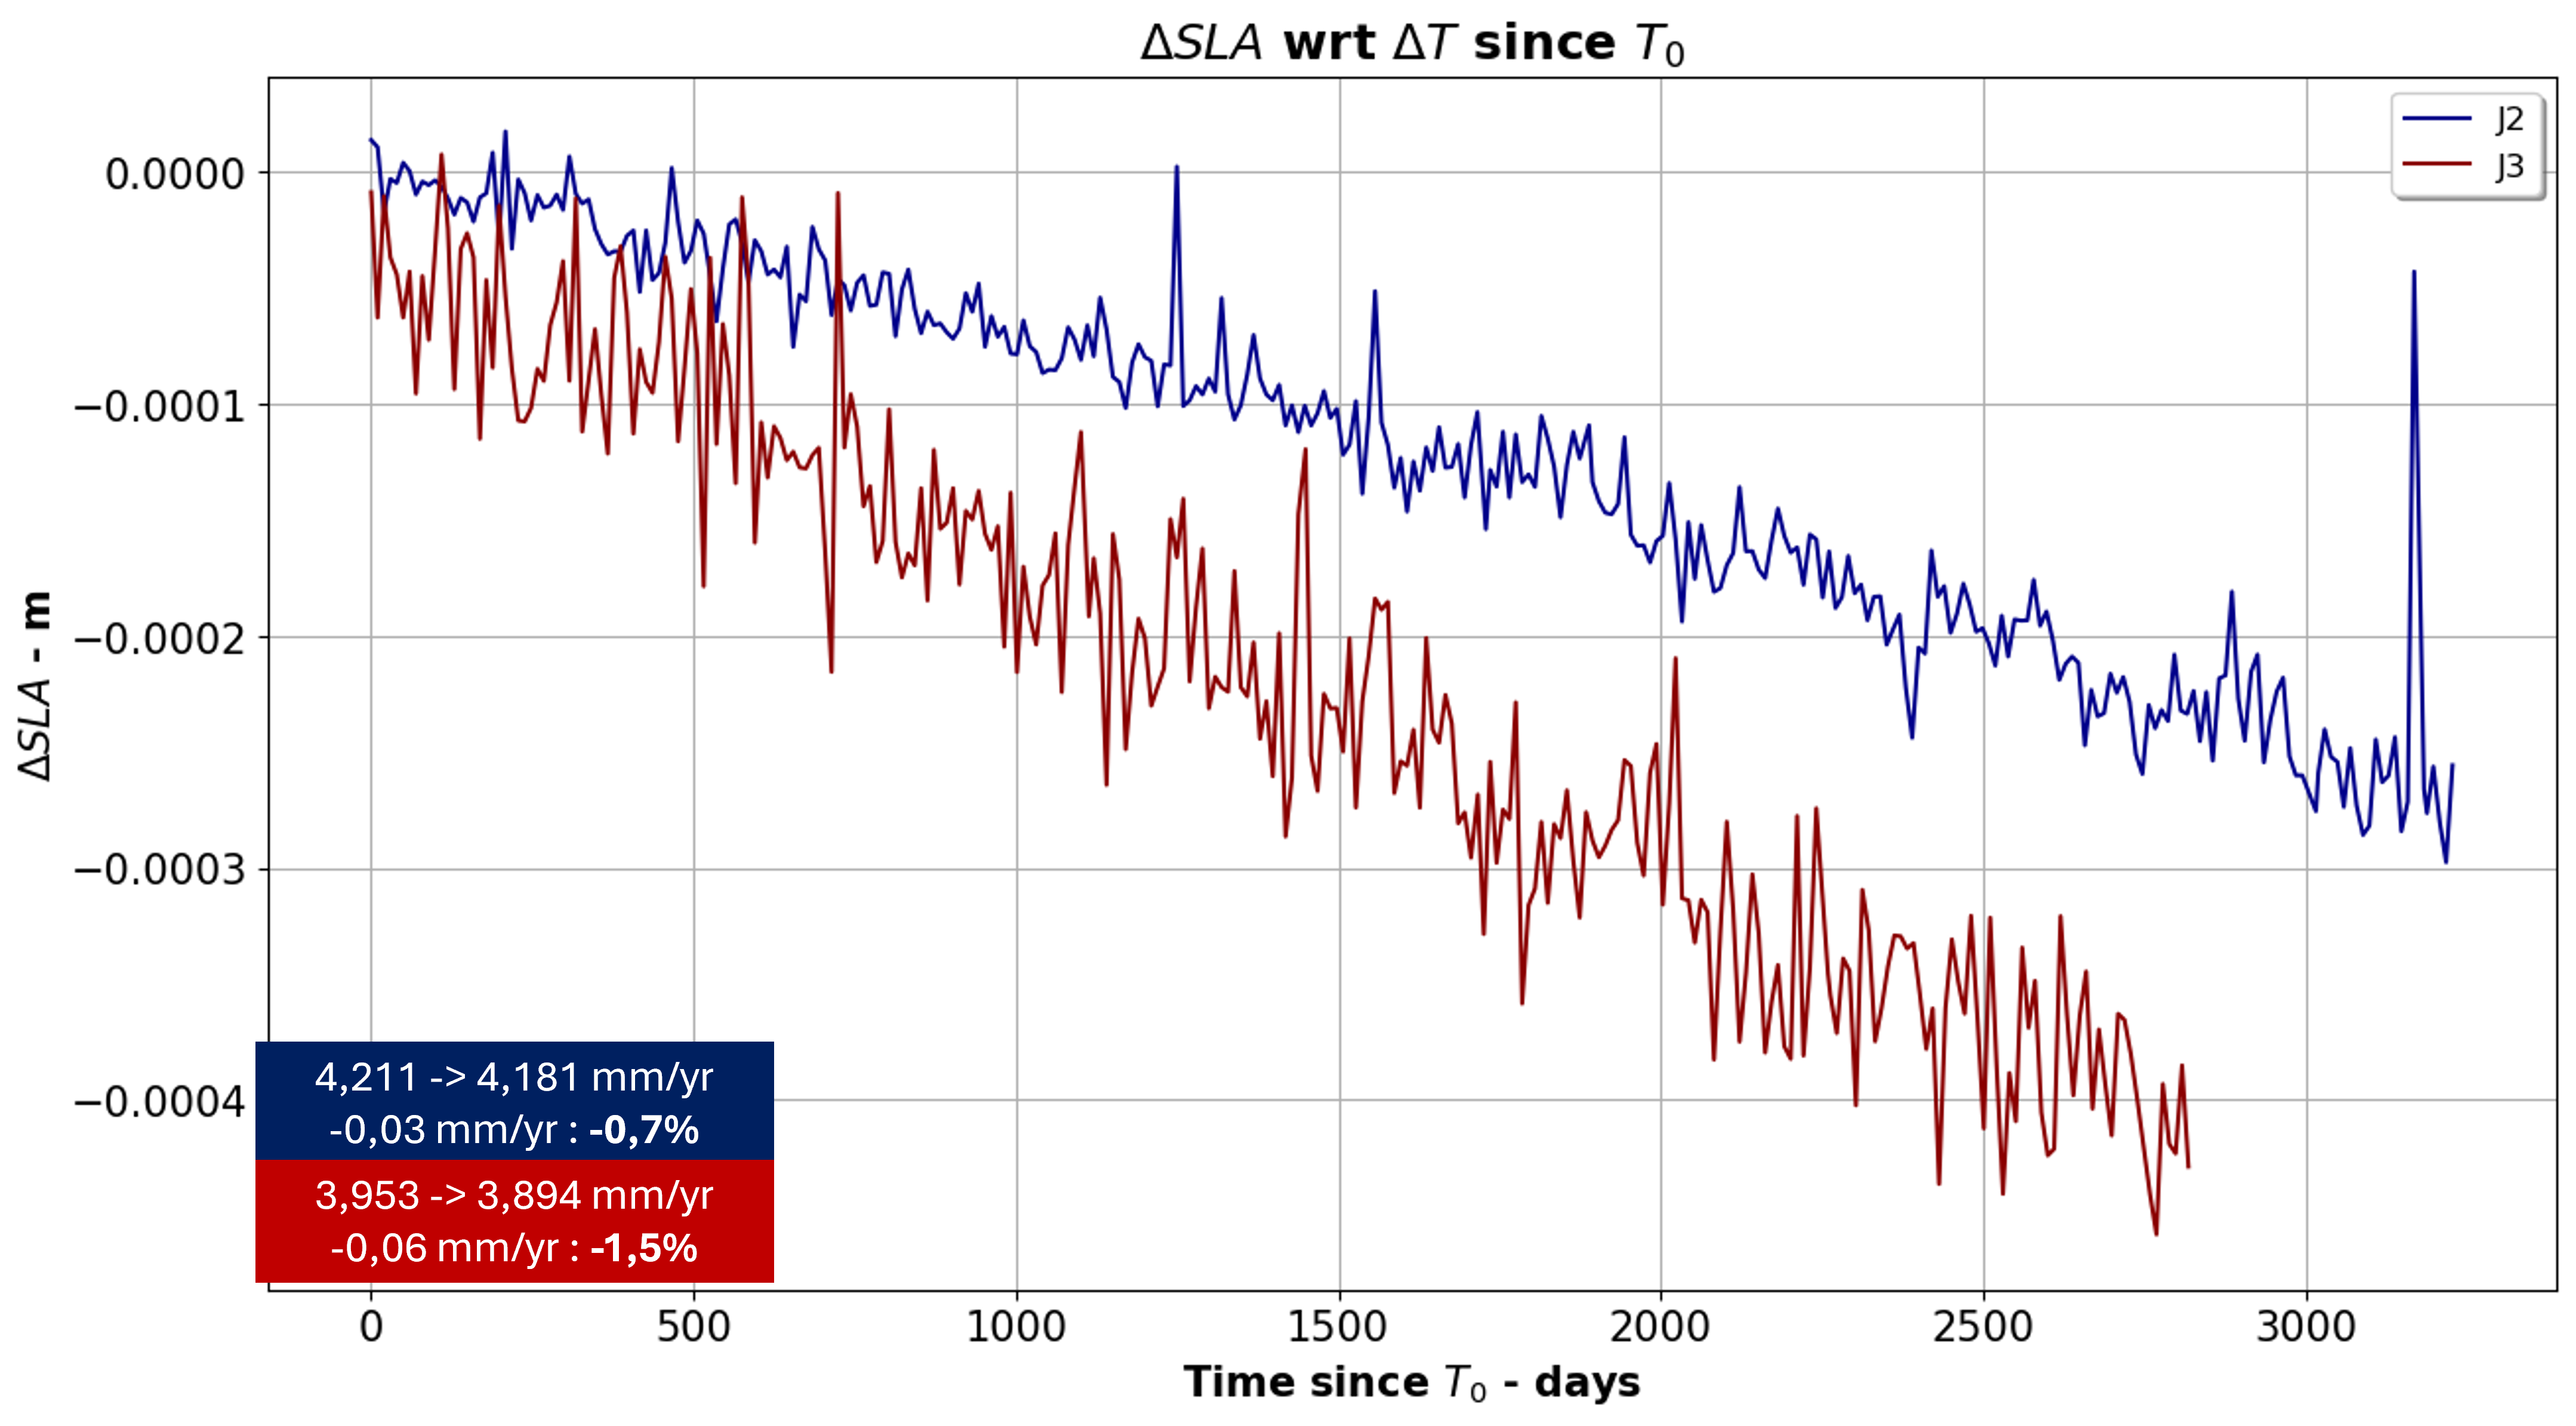 ΔSLA wrt ΔT since T₀
J2
J3
0.0000
−0.0001
−0.0002
−0.0003
−0.0004
ΔSLA - m
4,211 -> 4,181 mm/yr
-0,03 mm/yr : -0,7%
3,953 -> 3,894 mm/yr
-0,06 mm/yr : -1,5%
0 500 1000 1500 2000 2500 3000
Time since T₀ - days